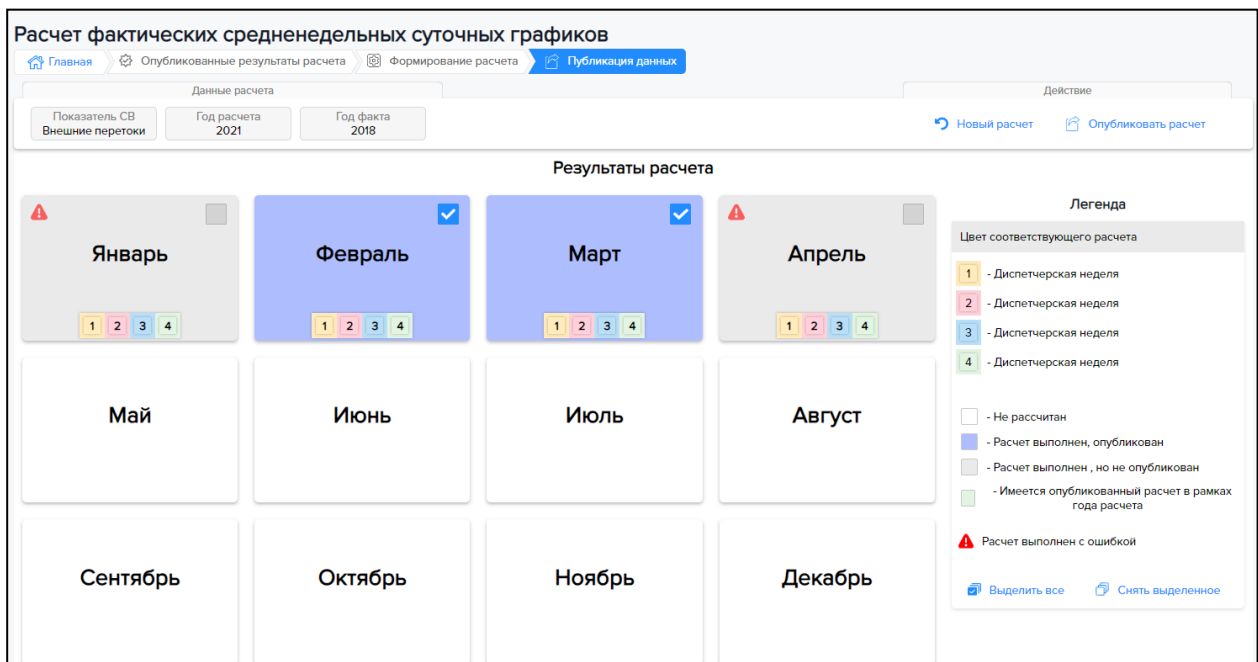 Расчет фактических средненедельных суточных графиков
Главная Опубликованные результаты расчета Формирование расчета Публикация данных
Данные расчета Действие
Показатель СВ Год расчета Год факта
Внешние перетоки 2021 2018
Новый расчет Опубликовать расчет
Результаты расчета
Январь Февраль Март Апрель
1 2 3 4 1 2 3 4 1 2 3 4 1 2 3 4
Май Июнь Июль Август
Сентябрь Октябрь Ноябрь Декабрь
Легенда
Цвет соответствующего расчета
1 - Диспетчерская неделя
2 - Диспетчерская неделя
3 - Диспетчерская неделя
4 - Диспетчерская неделя
- Не рассчитан
- Расчет выполнен, опубликован
- Расчет выполнен , но не опубликован
- Имеется опубликованный расчет в рамках
года расчета
Расчет выполнен с ошибкой
Выделить все Снять выделенное